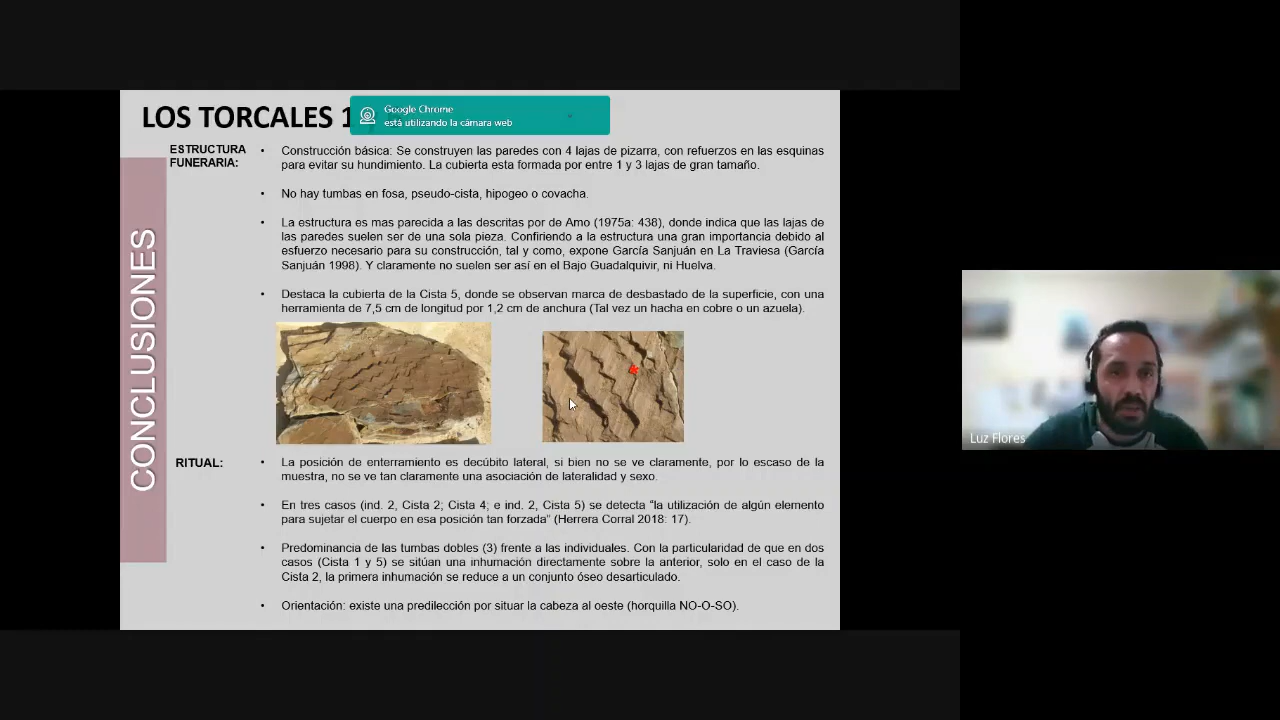 LOS TORCALES 1
Google Chrome
está utilizando la cámara web
CONCLUSIONES
ESTRUCTURA
FUNERARIA:
• Construcción básica: Se construyen las paredes con 4 lajas de pizarra, con refuerzos en las esquinas
para evitar su hundimiento. La cubierta esta formada por entre 1 y 3 lajas de gran tamaño.
• No hay tumbas en fosa, pseudo-cista, hipogeo o covacha.
• La estructura es mas parecida a las descritas por de Amo (1975a: 438), donde indica que las lajas de
las paredes suelen ser de una sola pieza. Confiriendo a la estructura una gran importancia debido al
esfuerzo necesario para su construcción, tal y como, expone García Sanjuán en La Traviesa (García
Sanjuán 1998). Y claramente no suelen ser así en el Bajo Guadalquivir, ni Huelva.
• Destaca la cubierta de la Cista 5, donde se observan marca de desbastado de la superficie, con una
herramienta de 7,5 cm de longitud por 1,2 cm de anchura (Tal vez un hacha en cobre o un azuela).
RITUAL:
• La posición de enterramiento es decúbito lateral, si bien no se ve claramente, por lo escaso de la
muestra, no se ve tan claramente una asociación de lateralidad y sexo.
• En tres casos (ind. 2, Cista 2; Cista 4; e ind. 2, Cista 5) se detecta “la utilización de algún elemento
para sujetar el cuerpo en esa posición tan forzada” (Herrera Corral 2018: 17).
• Predominancia de las tumbas dobles (3) frente a las individuales. Con la particularidad de que en dos
casos (Cista 1 y 5) se sitúan una inhumación directamente sobre la anterior, solo en el caso de la
Cista 2, la primera inhumación se reduce a un conjunto óseo desarticulado.
• Orientación: existe una predilección por situar la cabeza al oeste (horquilla NO-O-SO).
Luz Flores